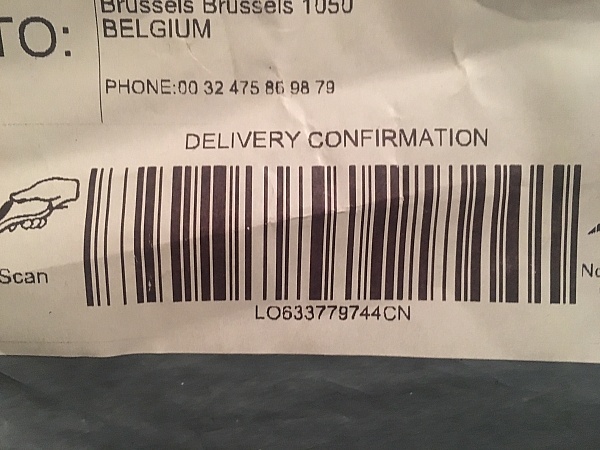 Brussels Brussels 1050
TO:
BELGIUM
PHONE:00 32 475 86 98 79
DELIVERY CONFIRMATION
Scan
LO633779744CN